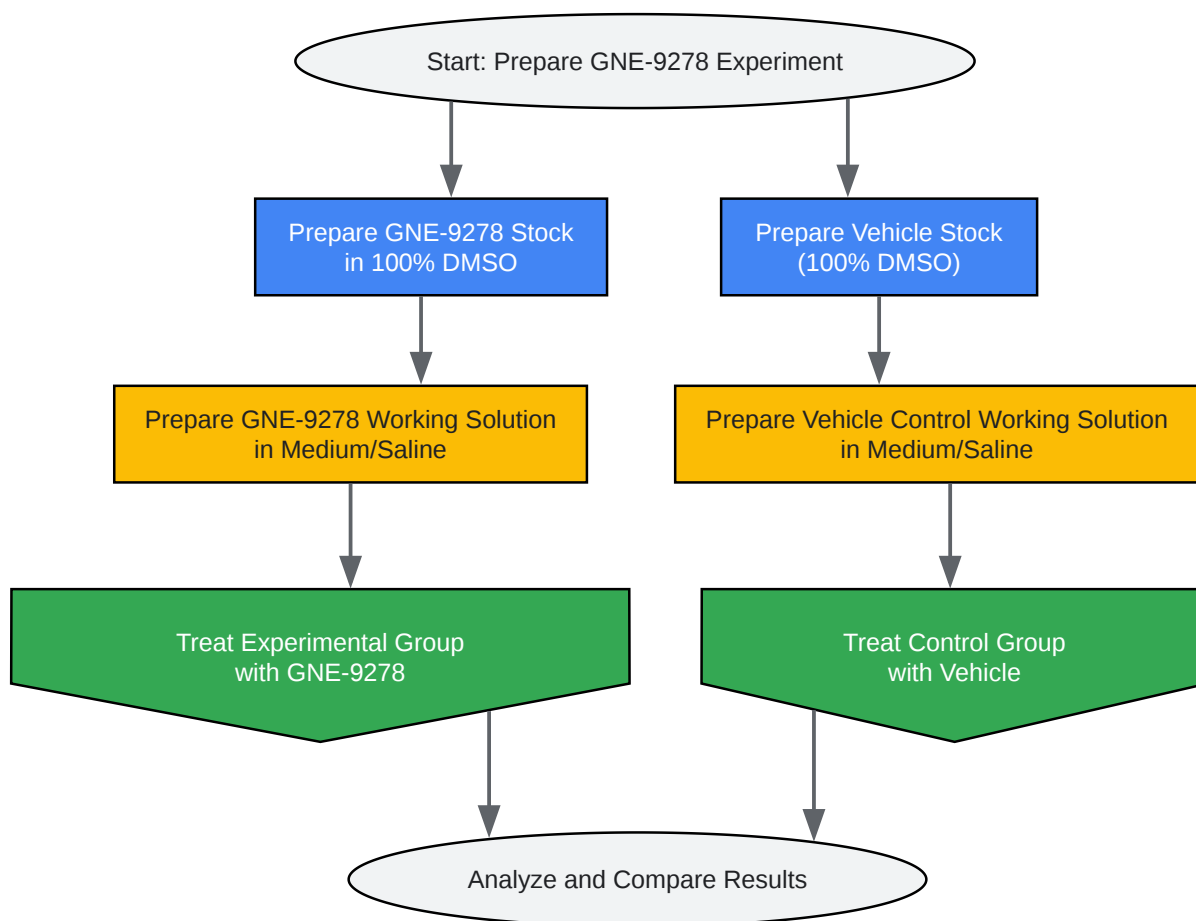 Start: Prepare GNE-9278 Experiment
Prepare GNE-9278 Stock
in 100% DMSO
Prepare Vehicle Stock
(100% DMSO)
Prepare GNE-9278 Working Solution
in Medium/Saline
Prepare Vehicle Control Working Solution
in Medium/Saline
Treat Experimental Group
with GNE-9278
Treat Control Group
with Vehicle
Analyze and Compare Results